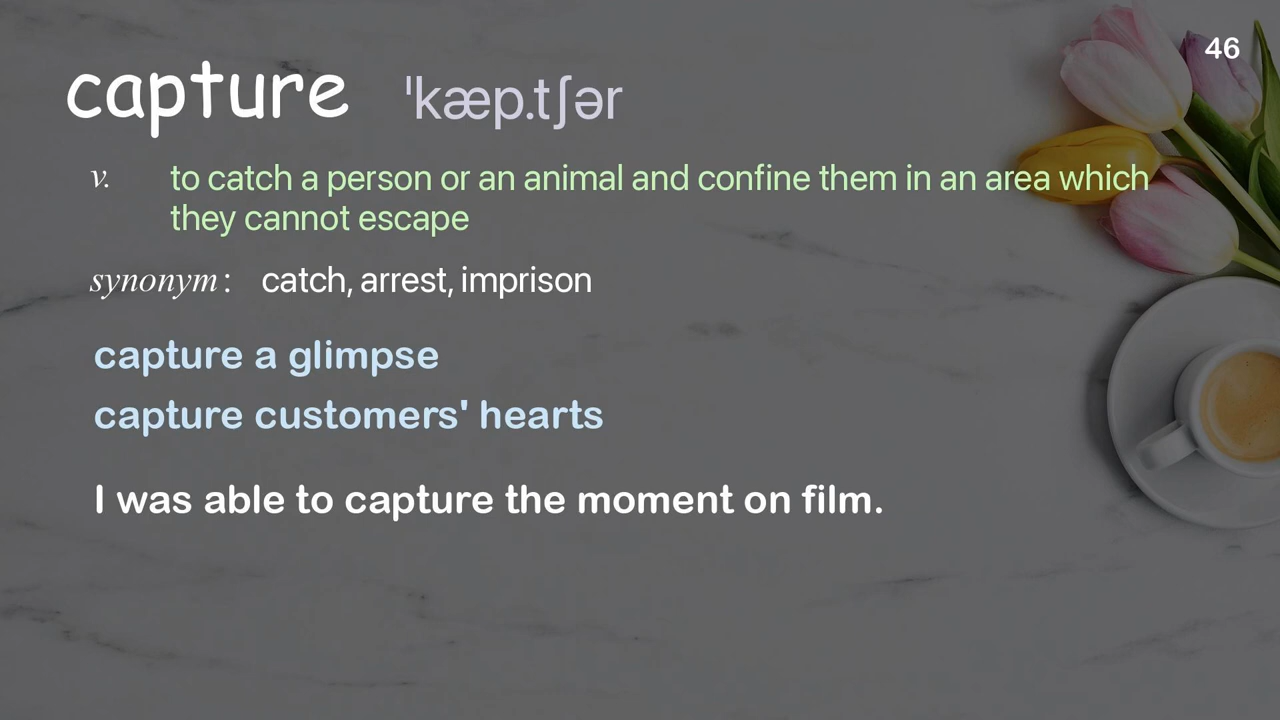 46
capture ˈkæp.tʃər
v. to catch a person or an animal and confine them in an area which
they cannot escape
synonym: catch, arrest, imprison
capture a glimpse
capture customers' hearts
I was able to capture the moment on film.